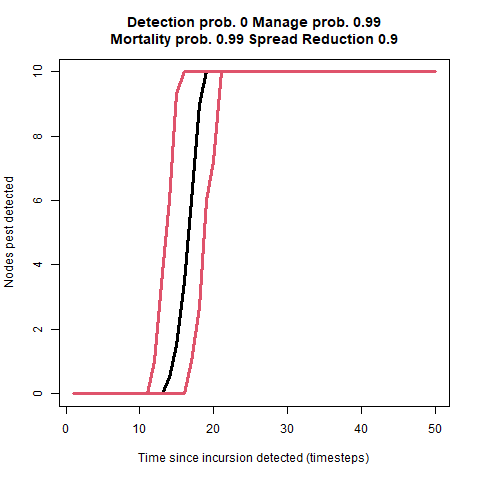 Detection prob. 0 Manage prob. 0.99
Mortality prob. 0.99 Spread Reduction 0.9
10
8
6
4
2
0
Nodes pest detected
0 10 20 30 40 50
Time since incursion detected (timesteps)